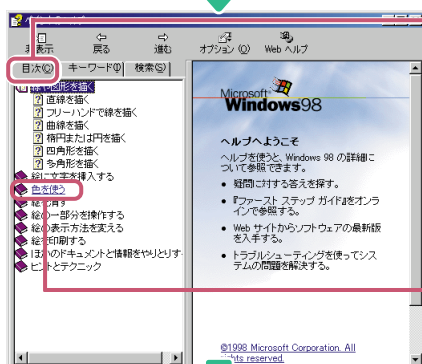 表示 戻る 進む オプション(O) Web ヘルプ
目次(C) キーワード(I) 検索(S)
線や図形を描く
直線を描く
フリーハンドで線を描く
曲線を描く
楕円または円を描く
四角形を描く
多角形を描く
絵に文字を挿入する
色を使う
絵を消す
絵の一部分を操作する
絵の表示方法を変える
絵を印刷する
ほかのドキュメントと情報をやりとりす
ヒントとテクニック
Microsoft
Windows98
ヘルプへようこそ
ヘルプを使うと、Windows 98 の詳細に
ついて参照できます。
• 疑問に対する答えを探す。
• 『ファースト ステップ ガイド』をオンラ
インで参照する。
• Web サイトからソフトウェアの最新版
を入手する。
• トラブルシューティングを使ってシス
テムの問題を解決する。
©1998 Microsoft Corporation. All
rights reserved.